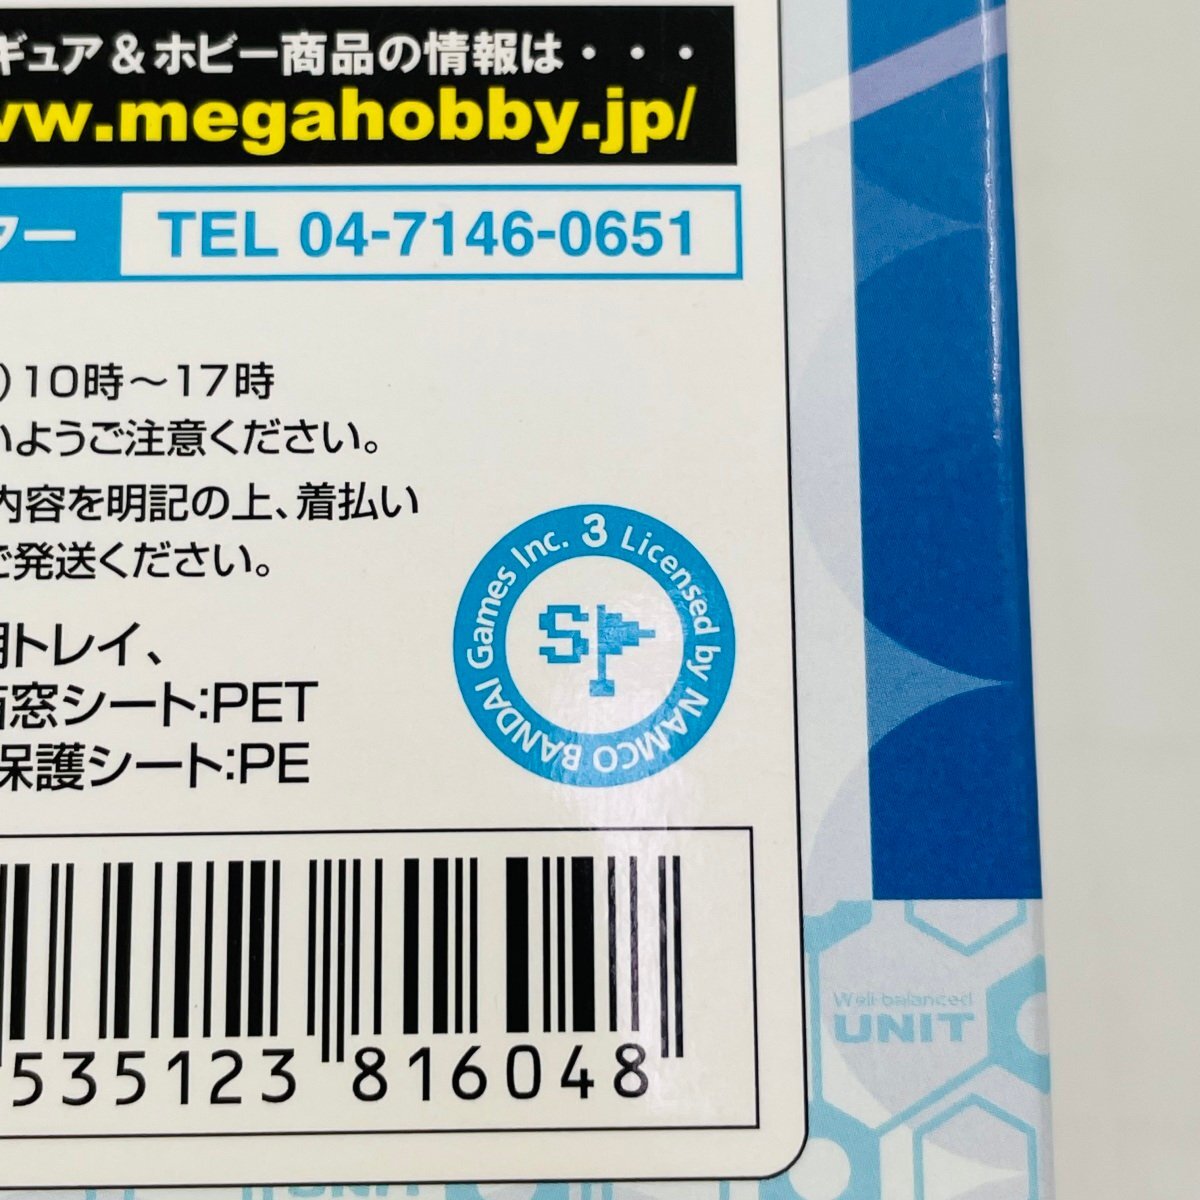 ギュア&ホビー商品の情報は・・・
ww.megahobby.jp/
ター TEL 04-7146-0651
)10時～17時
いようご注意ください。
内容を明記の上、着払い
ご発送ください。
用トレイ、
窓シート:PET
保護シート:PE
3 Licensed by NAMCO BANDAI Games Inc.
SP
535123 816048
Well-balanced
UNIT
UNIT